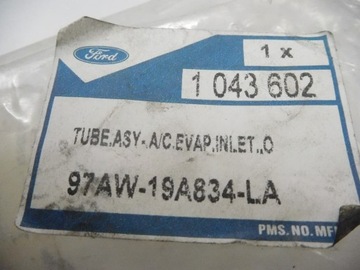 Ford
1 x
1 043 602
TUBE.ASY-.A/C.EVAP.INLET.,O
97AW-19A834-LA
PMS. NO. MF